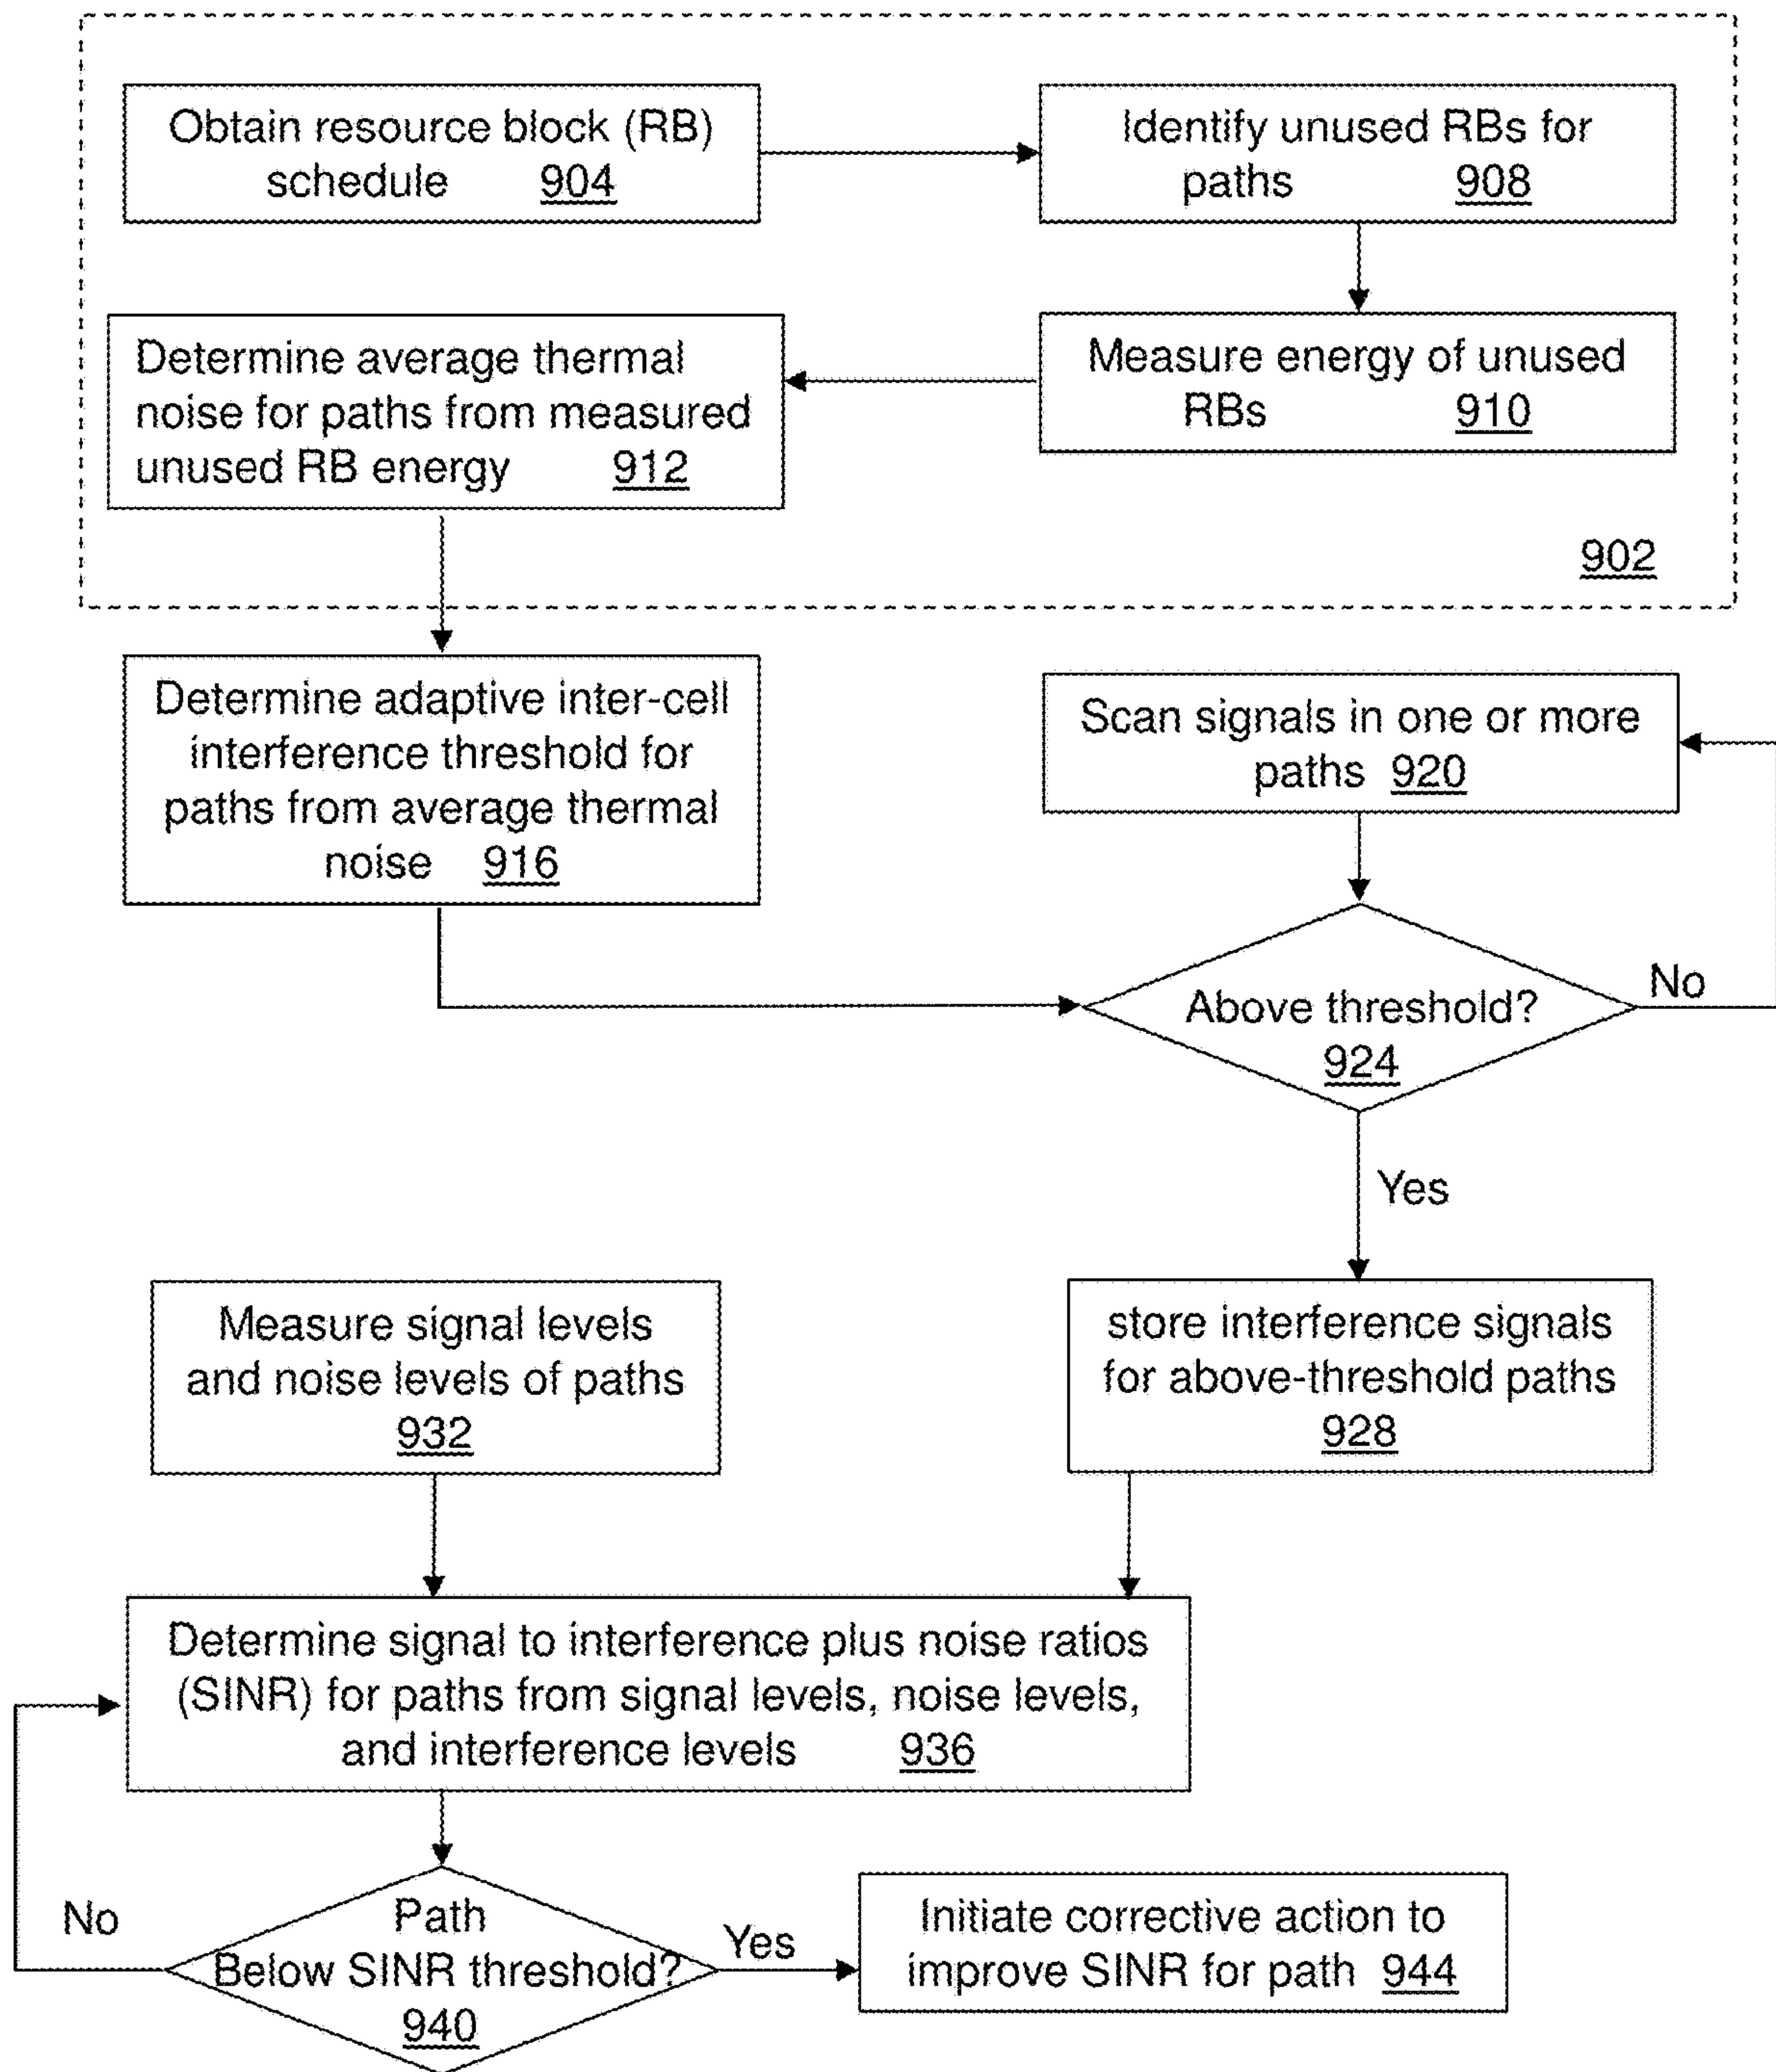 Obtain resource block (RB)
schedule 904
Identify unused RBs for
paths 908
Determine average thermal
noise for paths from measured
unused RB energy 912
Measure energy of unused
RBs 910
902
Determine adaptive inter-cell
interference threshold for
paths from average thermal
noise 916
Scan signals in one or more
paths 920
Above threshold?
924
No
Yes
Measure signal levels
and noise levels of paths
932
store interference signals
for above-threshold paths
928
Determine signal to interference plus noise ratios
(SINR) for paths from signal levels, noise levels,
and interference levels 936
No
Path
Below SINR threshold?
940
Yes
Initiate corrective action to
improve SINR for path 944